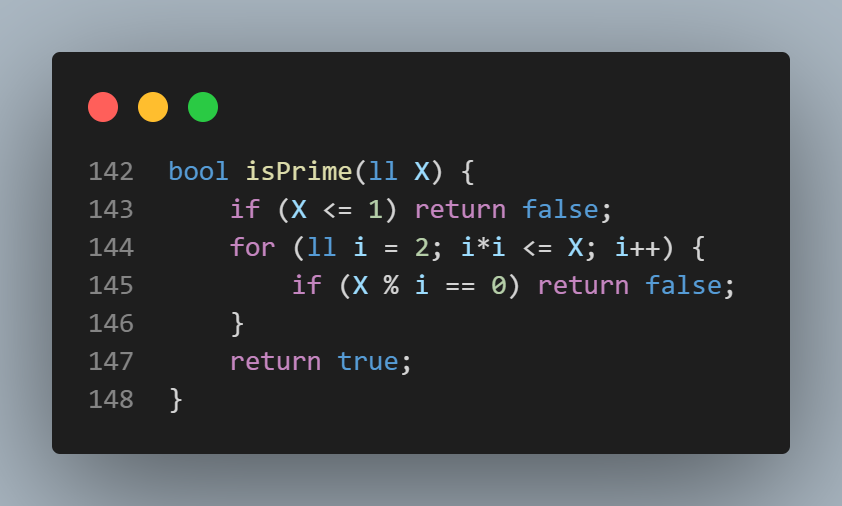 142 bool isPrime(ll X) {
143     if (X <= 1) return false;
144     for (ll i = 2; i*i <= X; i++) {
145         if (X % i == 0) return false;
146     }
147     return true;
148 }